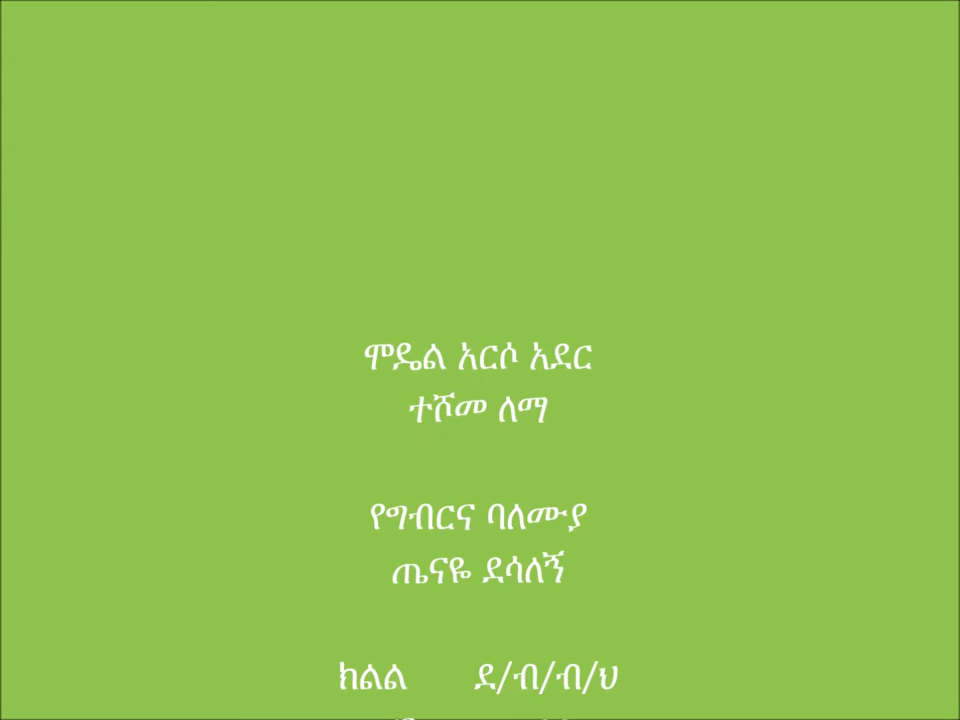 ሞዴል አርሶ አደር
ተሾመ ለማ
የግብርና ባለሙያ
ጤናዬ ደሳለኝ
ክልል ደ/ብ/ብ/ህ